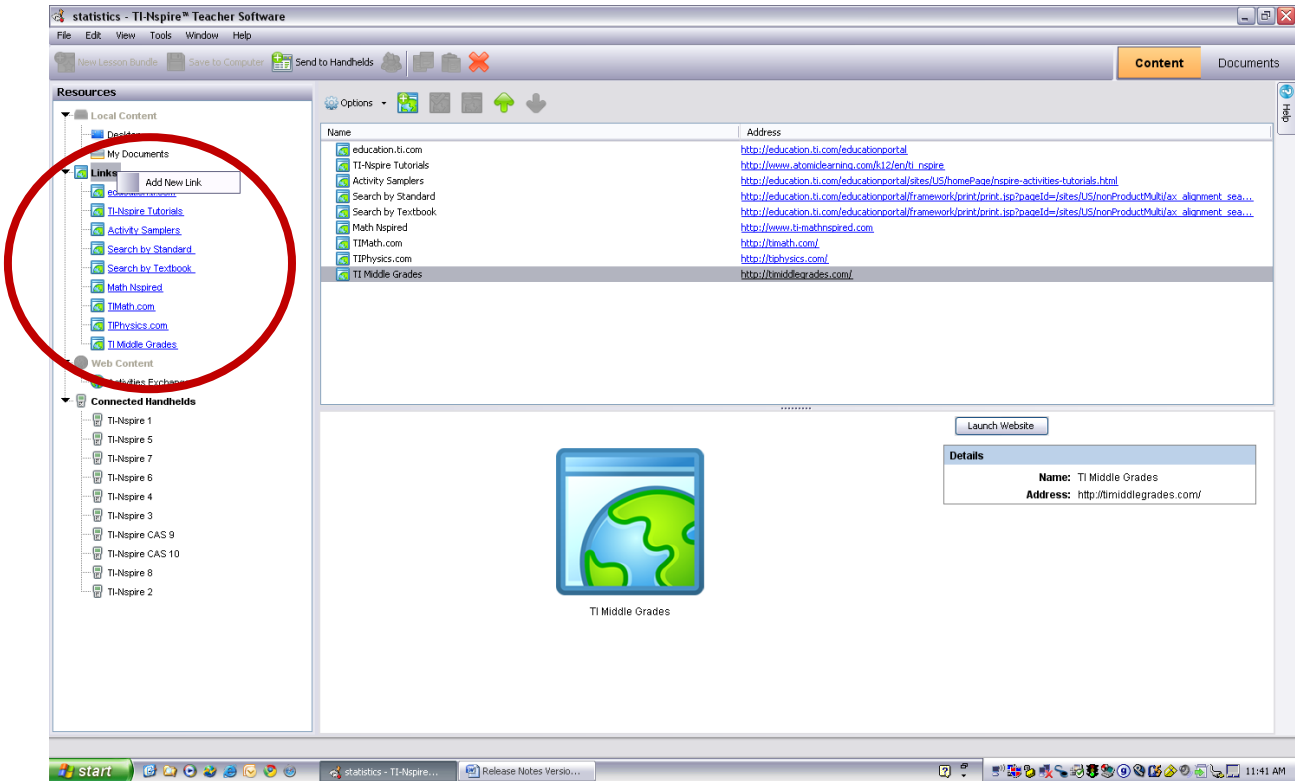 statistics - TI-Nspire™ Teacher Software
File Edit View Tools Window Help
New Lesson Bundle Save to Computer Send to Handhelds
Content Documents
Resources
Local Content
My Documents
Links
Add New Link
TI-Nspire Tutorials
Activity Samplers
Search by Standard
Search by Textbook
Math Nspired
TIMath.com
TIPhysics.com
TI Middle Grades
Web Content
Connected Handhelds
TI-Nspire 1
TI-Nspire 5
TI-Nspire 7
TI-Nspire 6
TI-Nspire 4
TI-Nspire 3
TI-Nspire CAS 9
TI-Nspire CAS 10
TI-Nspire 8
TI-Nspire 2
Options
Name Address
education.ti.com http://education.ti.com/educationportal
TI-Nspire Tutorials http://www.atomiclearning.com/k12/en/ti_nspire
Activity Samplers http://education.ti.com/educationportal/sites/US/homePage/nspire-activities-tutorials.html
Search by Standard http://education.ti.com/educationportal/framework/print/print.jsp?pageId=/sites/US/nonProductMulti/ax_alignment_sea...
Search by Textbook http://education.ti.com/educationportal/framework/print/print.jsp?pageId=/sites/US/nonProductMulti/ax_alignment_sea...
Math Nspired http://www.ti-mathnspired.com
TIMath.com http://timath.com/
TIPhysics.com http://tiphysics.com/
TI Middle Grades http://timiddlegrades.com/
Help
TI Middle Grades
Launch Website
Details
Name: TI Middle Grades
Address: http://timiddlegrades.com/
start
statistics - TI-Nspire...
Release Notes Versio...
11:41 AM